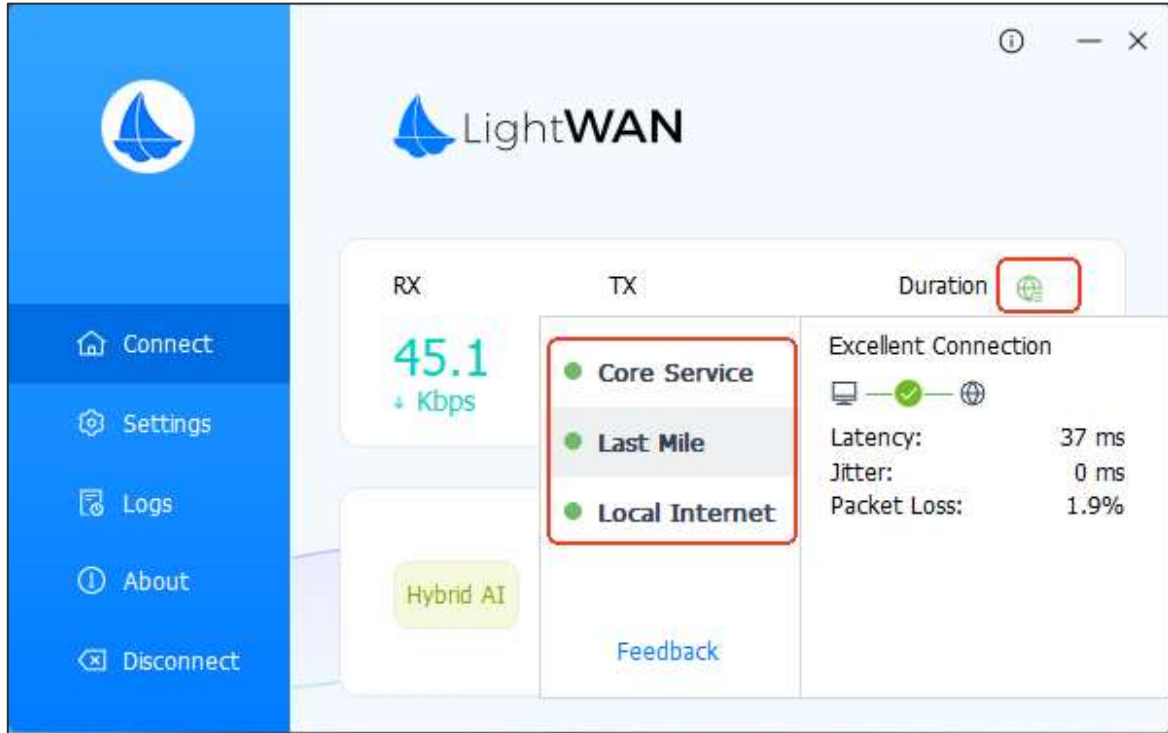 LightWAN
RX TX Duration
45.1
↓ Kbps
Connect
Settings
Logs
About
Disconnect
Hybrid AI
Core Service
Last Mile
Local Internet
Feedback
Excellent Connection
Latency: 37 ms
Jitter: 0 ms
Packet Loss: 1.9%